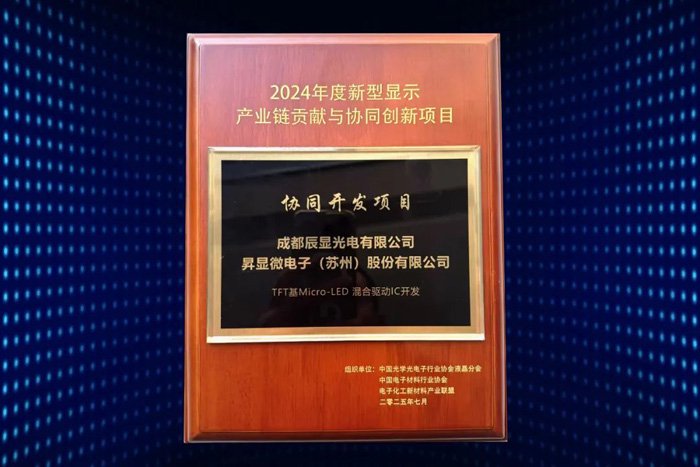 2024年度新型显示
产业链贡献与协同创新项目
协同开发项目
成都辰显光电有限公司
昇显微电子（苏州）股份有限公司
TFT基Micro-LED 混合驱动IC开发
组织单位：中国光学光电子行业协会液晶分会
中国电子材料行业协会
电子化工新材料产业联盟
二零二五年七月